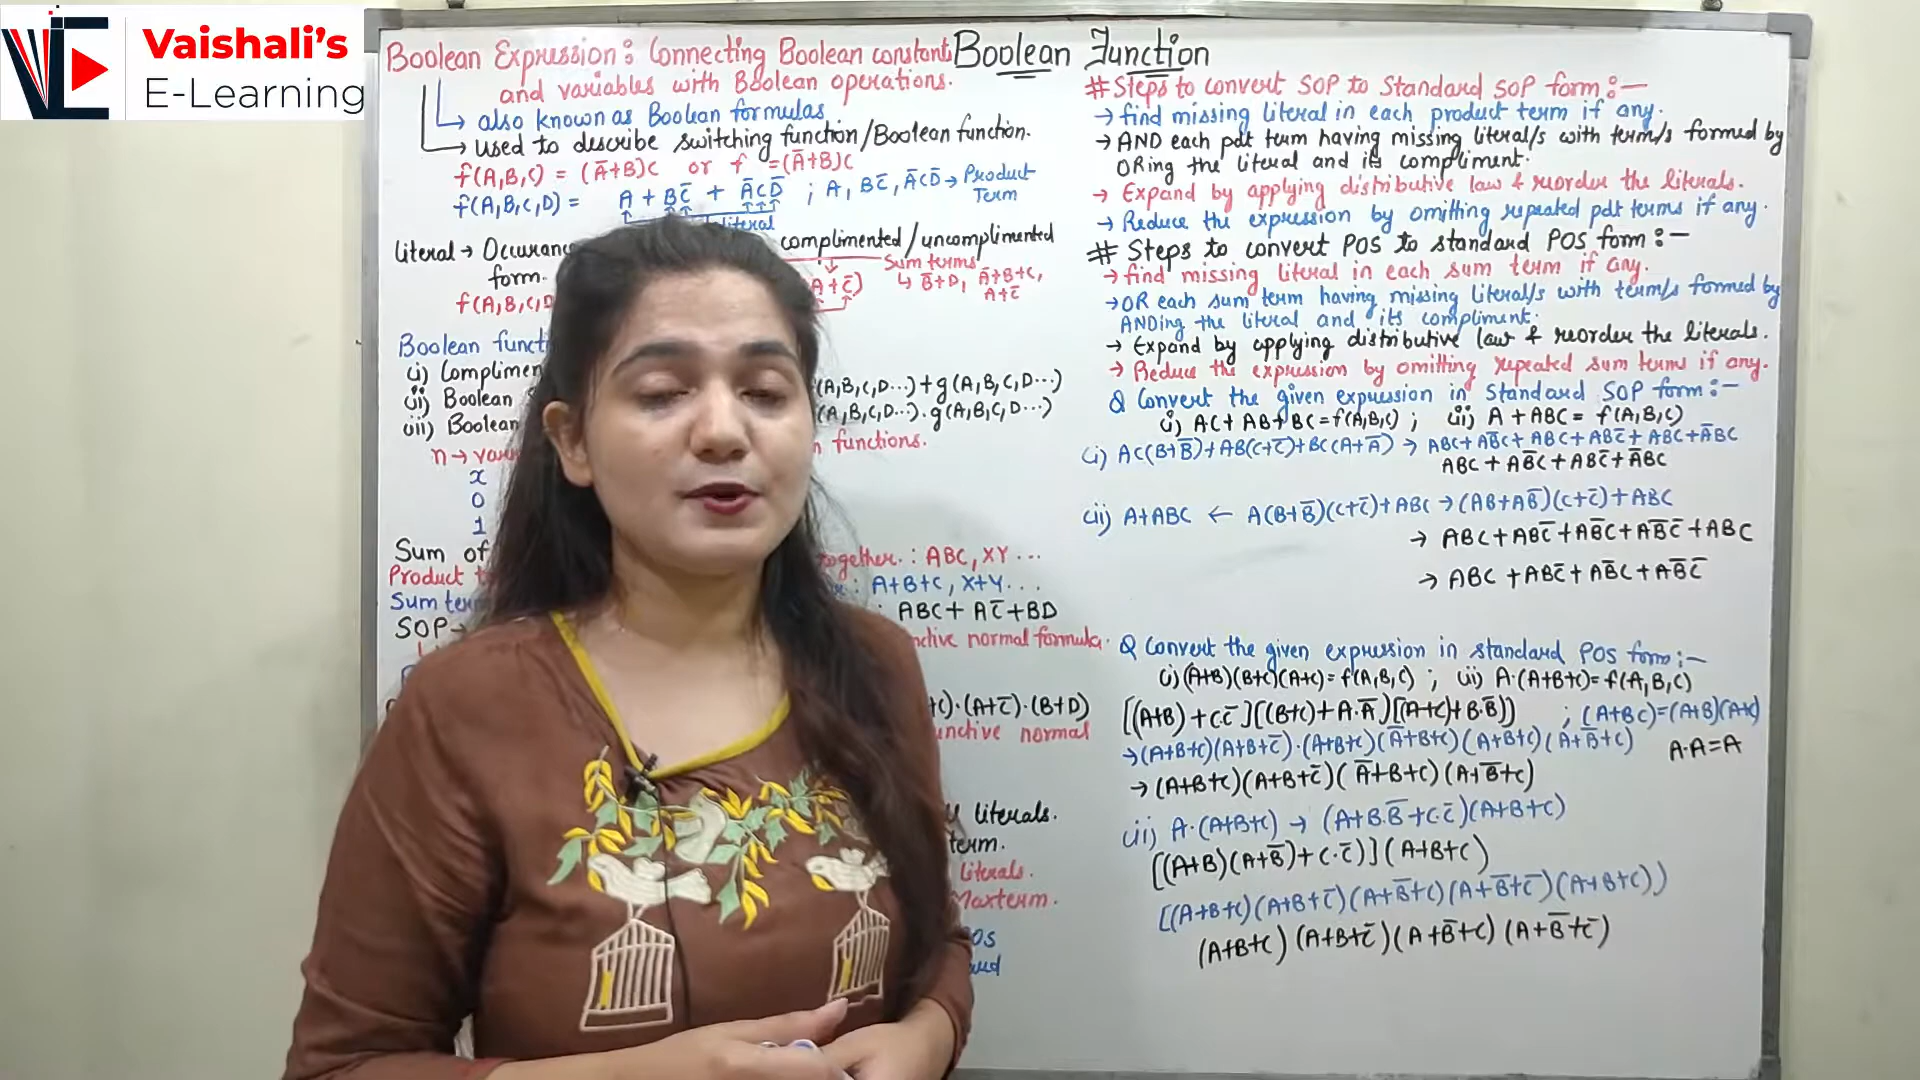 Vaishali's
E-Learning
Boolean Function
Boolean Expression: Connecting Boolean constants
and variables with Boolean operations.
→ also known as Boolean formulas
→ used to describe switching function/Boolean function.
f(A,B,C) = (Ā+B)C or f = (Ā+B)C
f(A,B,C,D) = A + BC̄ + ĀCD̄ ; A, BC̄, ĀCD̄ → Product
Term
literal
Literal → Occurance complimented/uncomplimented
form.
Sum terms
↳ B̄+D, Ā+B+C,
A+C̄
f(A,B,C,D A+C̄)
Boolean
(i) Complimen
(ii) Boolean (A,B,C,D...)+g(A,B,C,D...)
(iii) Boolean (A,B,C,D...).g(A,B,C,D...)
n → functions.
x
0
1
Sum of together. : ABC, XY ...
Product : A+B+C, X+Y...
Sum : ABC + AC̄ + BD
SOP → normal formula.
+C).(A+C̄).(B+D)
normal
literals.
term.
literals.
Maxterm.
# Steps to convert SOP to Standard SOP form :-
→ find missing literal in each product term if any.
→ AND each pdt term having missing literal/s with term/s formed by
ORing the literal and its compliment.
→ Expand by applying distributive law & reorder the literals.
→ Reduce the expression by omitting repeated pdt terms if any.
# Steps to convert POS to standard POS form :-
→ find missing literal in each sum term if any.
→ OR each sum term having missing literal/s with term/s formed by
ANDing the literal and its compliment.
→ Expand by applying distributive law & reorder the literals.
→ Reduce the expression by omitting repeated sum terms if any.
Q Convert the given expression in standard SOP form :-
i) AC + AB + BC = f(A,B,C) ; ii) A + ABC = f(A,B,C)
(i) AC(B+B̄)+AB(C+C̄)+BC(A+Ā) → ABC+AB̄C+ABC+ABC̄+ABC+ĀBC
ABC + AB̄C + ABC̄ + ĀBC
(ii) A+ABC ← A(B+B̄)(C+C̄)+ABC → (AB+AB̄)(C+C̄)+ABC
→ ABC+ABC̄+AB̄C+AB̄C̄+ABC
→ ABC+ABC̄+AB̄C+AB̄C̄
Q Convert the given expression in standard POS form :-
i) (A+B)(B+C)(A+C)=f(A,B,C) ; ii) A.(A+B+C)=f(A,B,C)
[(A+B)+C.C̄][(B+C)+A.Ā][(A+C)+B.B̄)) ; (A+BC)=(A+B)(A+C)
→ (A+B+C)(A+B+C̄).(A+B+C)(Ā+B+C)(A+B+C)(A+B̄+C) A.A=A
→ (A+B+C)(A+B+C̄)(Ā+B+C)(A+B̄+C)
(ii) A.(A+B+C) → (A+B.B̄+C.C̄)(A+B+C)
[(A+B)(A+B̄)+C.C̄)](A+B+C)
[(A+B+C)(A+B+C̄)(A+B̄+C)(A+B̄+C̄)(A+B+C))
(A+B+C)(A+B+C̄)(A+B̄+C)(A+B̄+C̄)